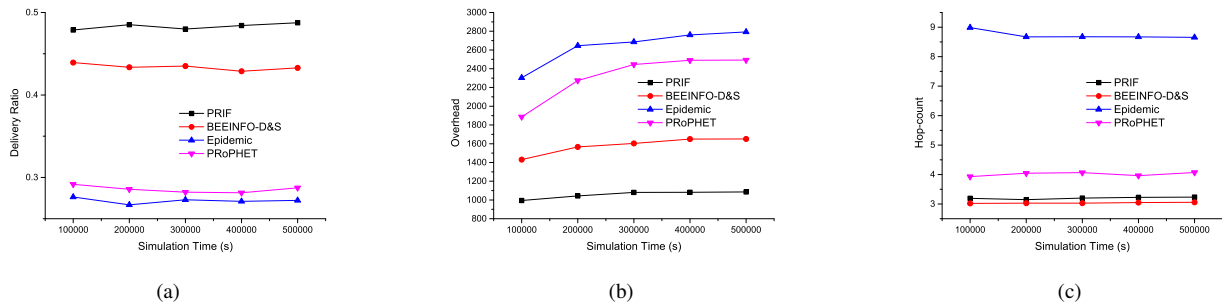 0.5
0.4
0.3
Delivery Ratio
PRIF
BEEINFO-D&S
Epidemic
PRoPHET
100000 200000 300000 400000 500000
Simulation Time (s)
(a)
3000
2800
2600
2400
2200
2000
1800
1600
1400
1200
1000
800
Overhead
PRIF
BEEINFO-D&S
Epidemic
PRoPHET
100000 200000 300000 400000 500000
Simulation Time (s)
(b)
9
8
7
6
5
4
3
Hop-count
PRIF
BEEINFO-D&S
Epidemic
PRoPHET
100000 200000 300000 400000 500000
Simulation Time (s)
(c)